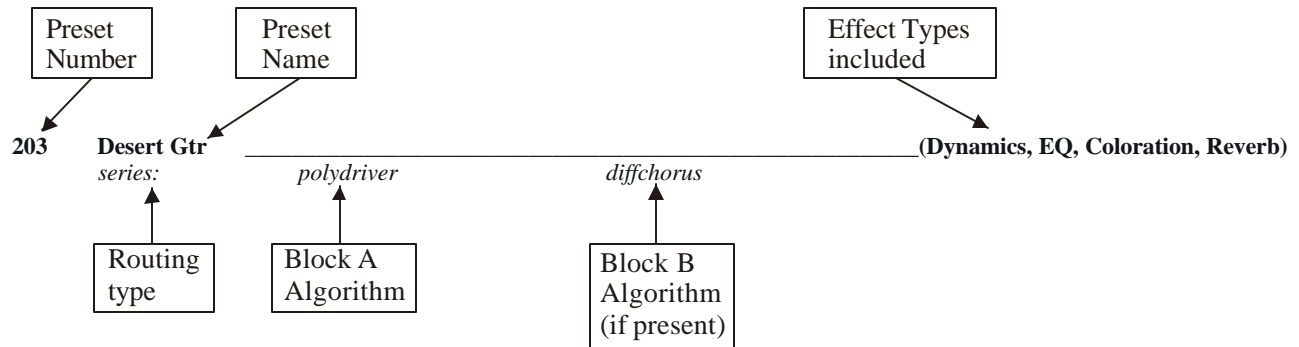 Preset
Number
Preset
Name
Effect Types
included
203 Desert Gtr ______________________________________________(Dynamics, EQ, Coloration, Reverb)
series: polydriver diffchorus
Routing
type
Block A
Algorithm
Block B
Algorithm
(if present)